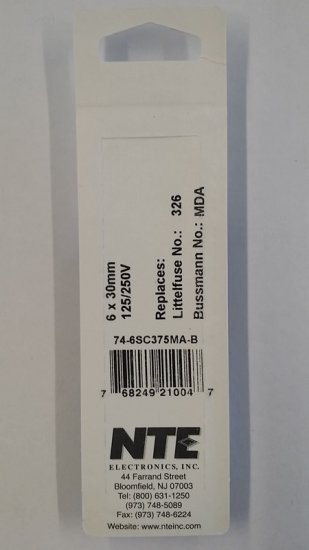 6 x 30mm
125/250V
Replaces:
Littelfuse No.: 326
Bussmann No.: MDA
74-6SC375MA-B
7 68249 21004 7
NTE
ELECTRONICS, INC.
44 Farrand Street
Bloomfield, NJ 07003
Tel: (800) 631-1250
(973) 748-5089
Fax: (973) 748-6224
Website: www.nteinc.com